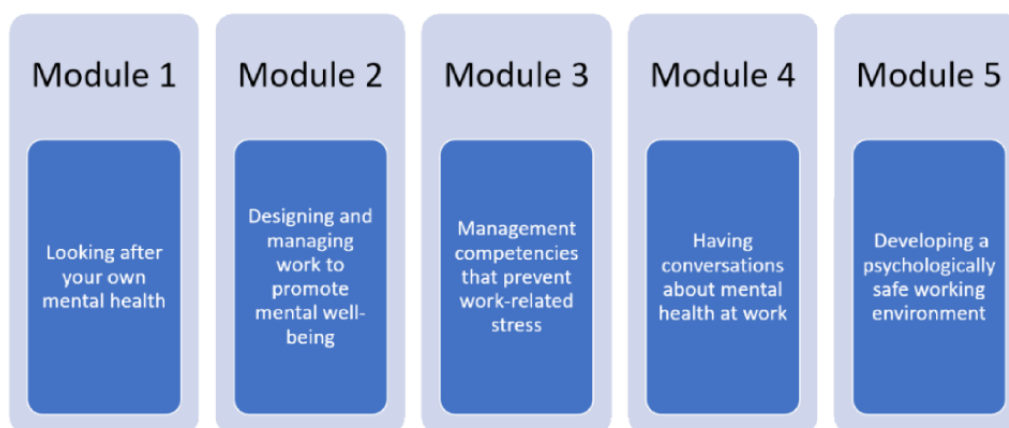 Module 1
Looking after
your own
mental health
Module 2
Designing and
managing
work to
promote
mental well-
being
Module 3
Management
competencies
that prevent
work-related
stress
Module 4
Having
conversations
about mental
health at work
Module 5
Developing a
psychologically
safe working
environment